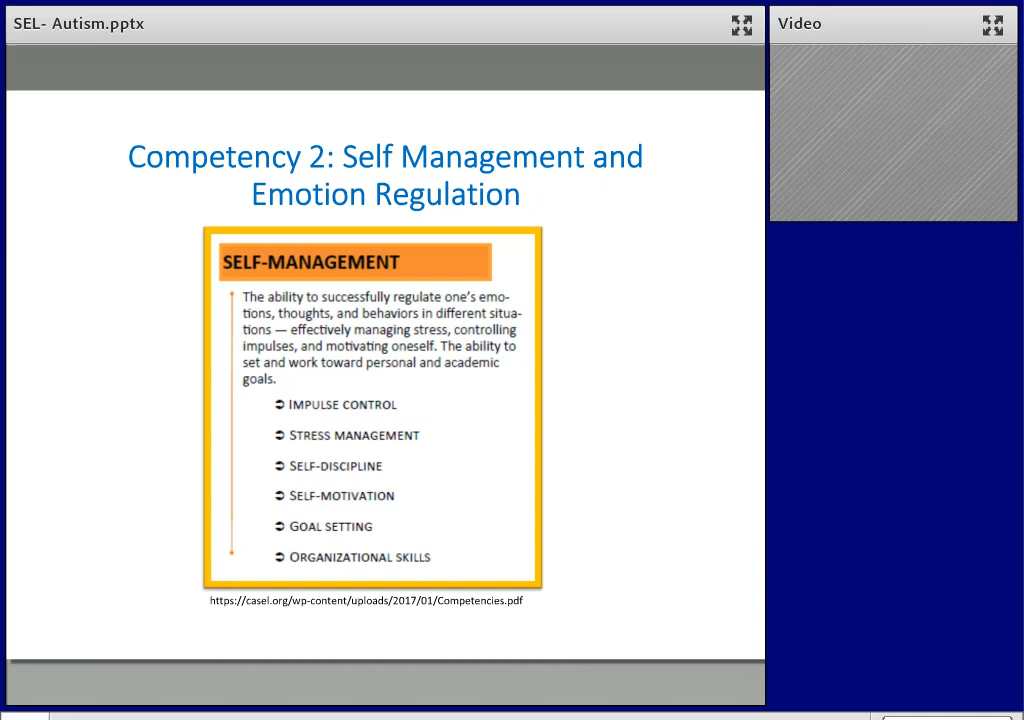 SEL- Autism.pptx
Video
Competency 2: Self Management and
Emotion Regulation
SELF-MANAGEMENT
The ability to successfully regulate one's emo-
tions, thoughts, and behaviors in different situa-
tions — effectively managing stress, controlling
impulses, and motivating oneself. The ability to
set and work toward personal and academic
goals.
➲ IMPULSE CONTROL
➲ STRESS MANAGEMENT
➲ SELF-DISCIPLINE
➲ SELF-MOTIVATION
➲ GOAL SETTING
➲ ORGANIZATIONAL SKILLS
https://casel.org/wp-content/uploads/2017/01/Competencies.pdf